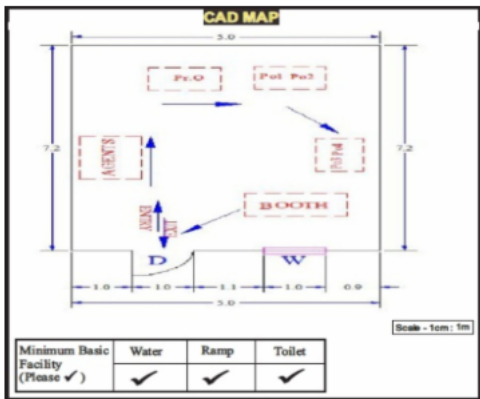 CAD MAP
5.0
Pr.O
Po1 Po2
7.2
AGENTS
Po3 Po4
7.2
BOOTH
ENTRY
EXIT
D
W
1.0
1.0
1.1
1.0
0.9
5.0
Scale - 1cm : 1m
Minimum Basic Facility (Please ✓)
Water
Ramp
Toilet
✓
✓
✓